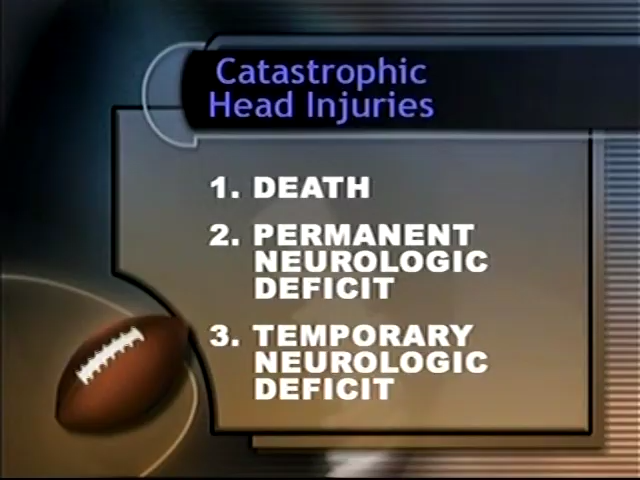 Catastrophic
Head Injuries
1. DEATH
2. PERMANENT
NEUROLOGIC
DEFICIT
3. TEMPORARY
NEUROLOGIC
DEFICIT